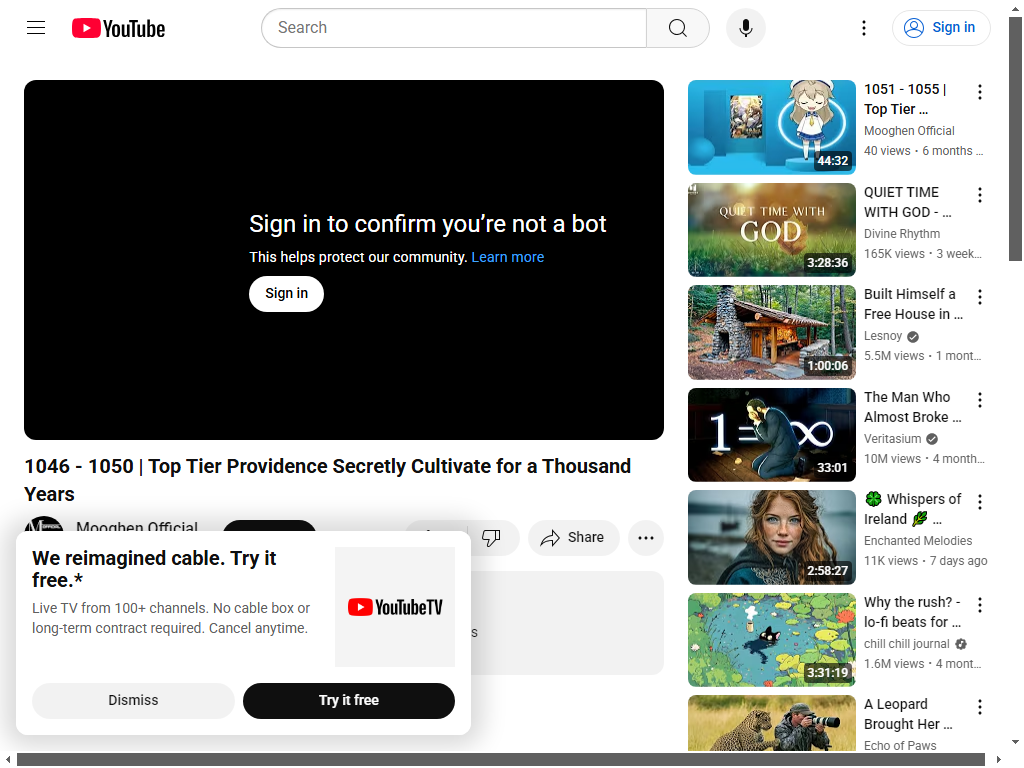 YouTube
Search
Sign in
Sign in to confirm you’re not a bot
This helps protect our community. Learn more
Sign in
1046 - 1050 | Top Tier Providence Secretly Cultivate for a Thousand
Years
Mooghen Official
Share
We reimagined cable. Try it
free.*
Live TV from 100+ channels. No cable box or
long-term contract required. Cancel anytime.
YouTubeTV
Dismiss
Try it free
44:32
1051 - 1055 |
Top Tier ...
Mooghen Official
40 views • 6 months ...
QUIET TIME WITH
GOD
3:28:36
QUIET TIME
WITH GOD - ...
Divine Rhythm
165K views • 3 week...
1:00:06
Built Himself a
Free House in ...
Lesnoy
5.5M views • 1 mont...
1=∞
33:01
The Man Who
Almost Broke ...
Veritasium
10M views • 4 month...
2:58:27
🍀 Whispers of
Ireland 🌿 ...
Enchanted Melodies
11K views • 7 days ago
3:31:19
Why the rush? -
lo-fi beats for ...
chill chill journal
1.6M views • 4 mont...
A Leopard
Brought Her ...
Echo of Paws